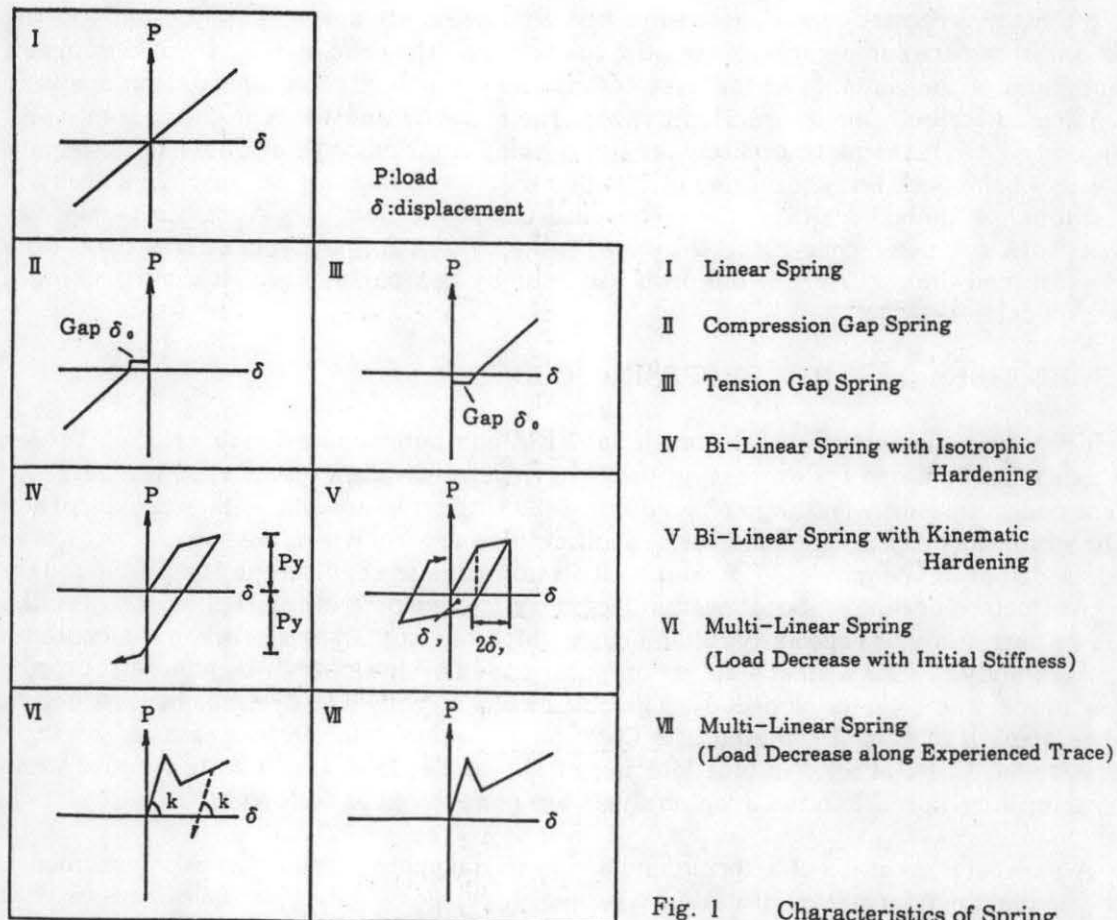 I
P
δ
P:load
δ:displacement
II
P
Gap δ₀
δ
III
P
δ
Gap δ₀
IV
P
Py
δ
Py
V
P
δ
δ,
2δ,
VI
P
k
k
δ
VII
P
δ
I Linear Spring
II Compression Gap Spring
III Tension Gap Spring
IV Bi-Linear Spring with Isotrophic
Hardening
V Bi-Linear Spring with Kinematic
Hardening
VI Multi-Linear Spring
(Load Decrease with Initial Stiffness)
VII Multi-Linear Spring
(Load Decrease along Experienced Trace)
Fig. 1 Characteristics of Spring